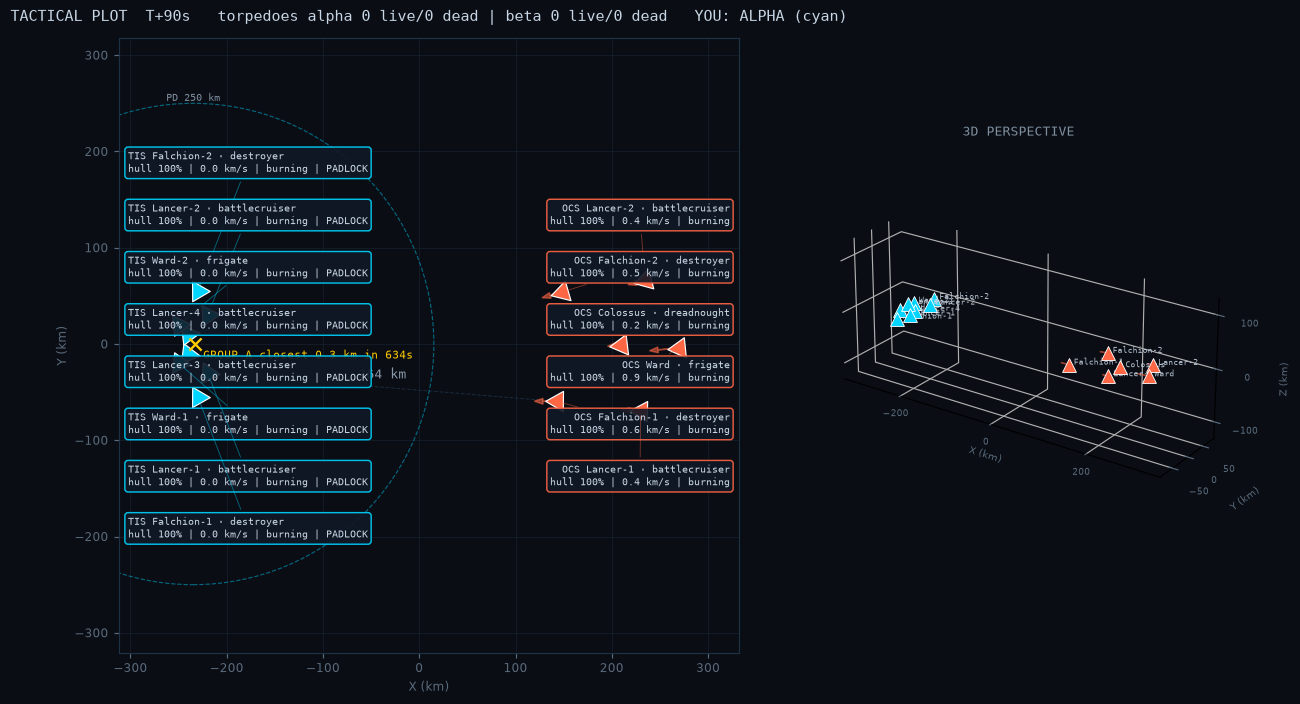 TACTICAL PLOT  T+90s   torpedoes alpha 0 live/0 dead | beta 0 live/0 dead   YOU: ALPHA (cyan)
300
200
100
0
−100
−200
−300
Y (km)
−300
−200
−100
0
100
200
300
X (km)
PD 250 km
TIS Falchion-2 · destroyer
hull 100% | 0.0 km/s | burning | PADLOCK
TIS Lancer-2 · battlecruiser
hull 100% | 0.0 km/s | burning | PADLOCK
TIS Ward-2 · frigate
hull 100% | 0.0 km/s | burning | PADLOCK
TIS Lancer-4 · battlecruiser
hull 100% | 0.0 km/s | burning | PADLOCK
GROUP A closest 0.3 km in 634s
TIS Lancer-3 · battlecruiser
hull 100% | 0.0 km/s | burning | PADLOCK
km
TIS Ward-1 · frigate
hull 100% | 0.0 km/s | burning | PADLOCK
TIS Lancer-1 · battlecruiser
hull 100% | 0.0 km/s | burning | PADLOCK
TIS Falchion-1 · destroyer
hull 100% | 0.0 km/s | burning | PADLOCK
OCS Lancer-2 · battlecruiser
hull 100% | 0.4 km/s | burning
OCS Falchion-2 · destroyer
hull 100% | 0.5 km/s | burning
OCS Colossus · dreadnought
hull 100% | 0.2 km/s | burning
OCS Ward · frigate
hull 100% | 0.9 km/s | burning
OCS Falchion-1 · destroyer
hull 100% | 0.6 km/s | burning
OCS Lancer-1 · battlecruiser
hull 100% | 0.4 km/s | burning
3D PERSPECTIVE
Falchion-2
Falchion-2
Lancer-2
Ward
−200
0
200
X (km)
−50
0
50
Y (km)
100
0
−100
Z (km)